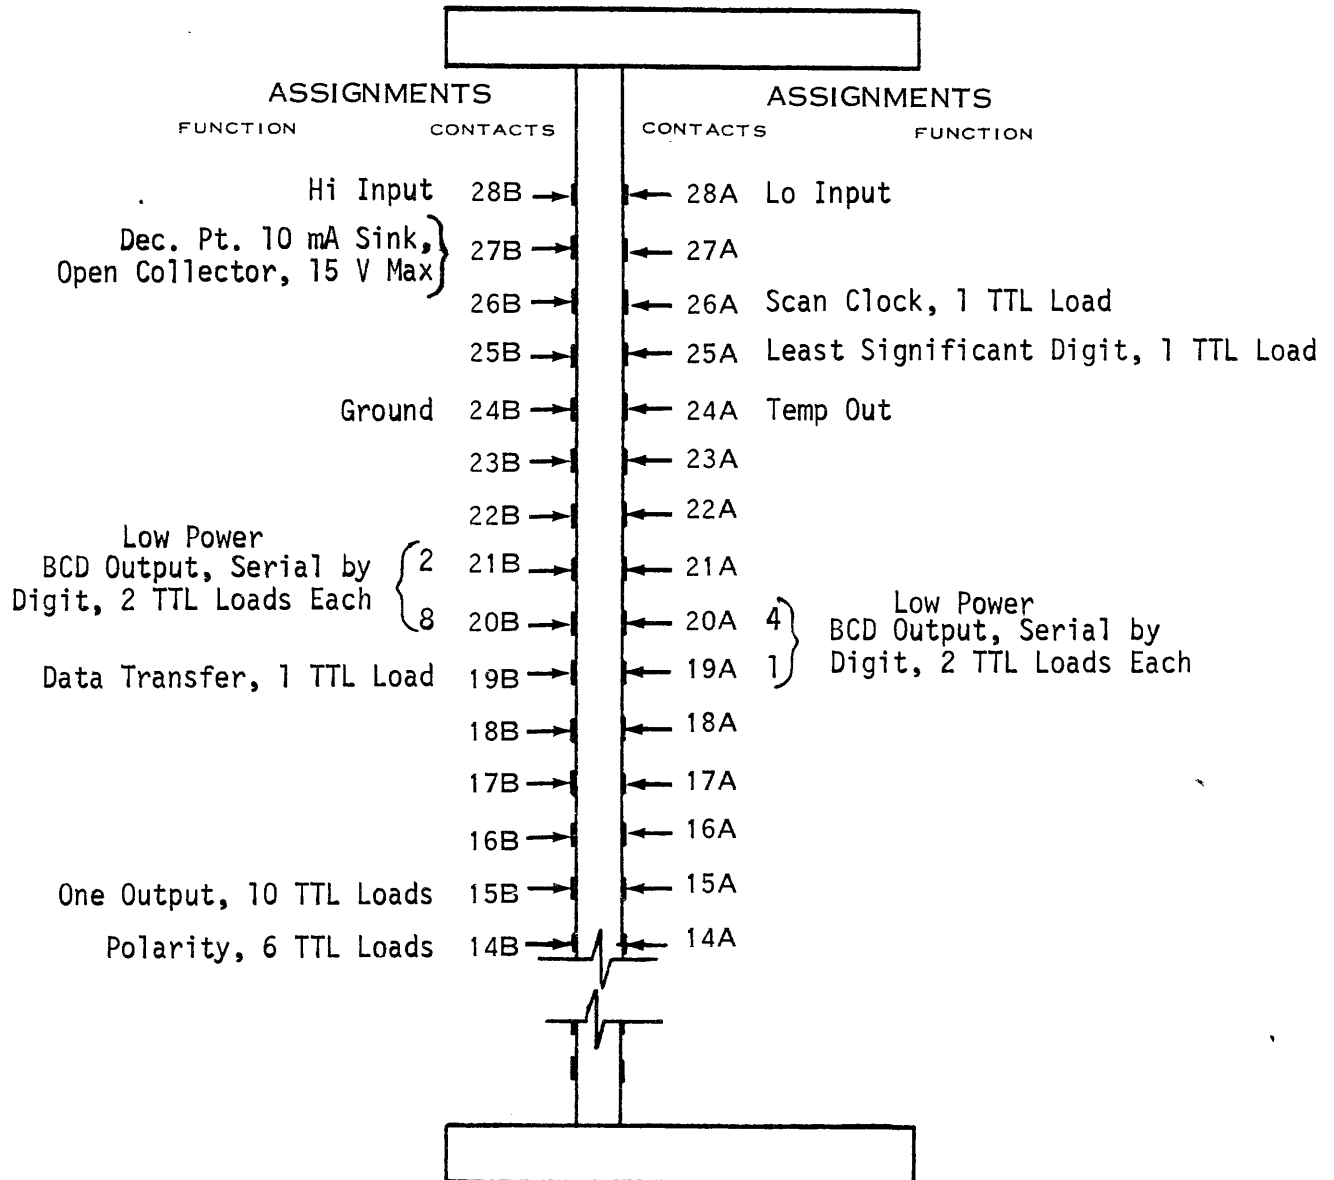 ASSIGNMENTS ASSIGNMENTS
FUNCTION CONTACTS CONTACTS FUNCTION
Hi Input 28B 28A Lo Input
Dec. Pt. 10 mA Sink,
Open Collector, 15 V Max
27B 27A
26B 26A Scan Clock, 1 TTL Load
25B 25A Least Significant Digit, 1 TTL Load
Ground 24B 24A Temp Out
23B 23A
22B 22A
Low Power
BCD Output, Serial by
Digit, 2 TTL Loads Each
2 21B 21A
8 20B 20A 4
Low Power
BCD Output, Serial by
Digit, 2 TTL Loads Each
Data Transfer, 1 TTL Load 19B 19A 1
18B 18A
17B 17A
16B 16A
One Output, 10 TTL Loads 15B 15A
Polarity, 6 TTL Loads 14B 14A